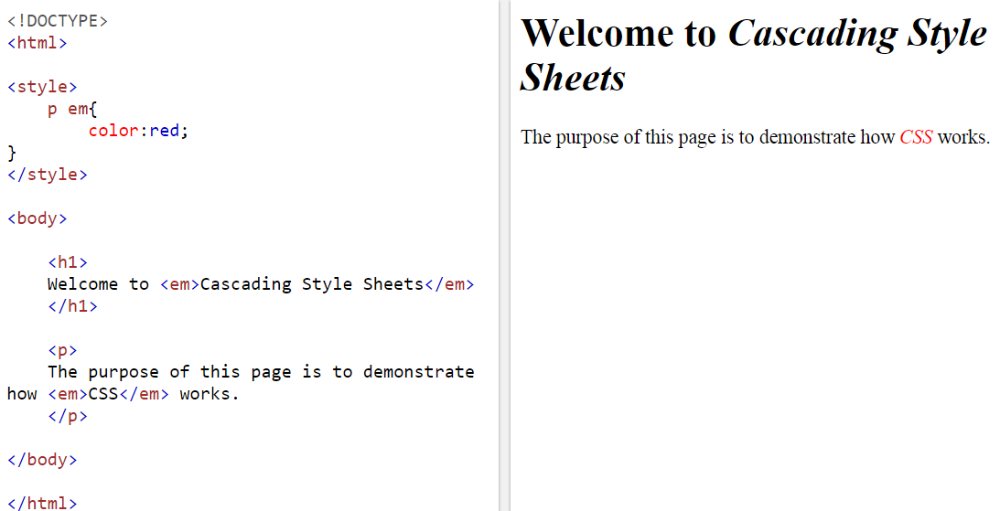 <!DOCTYPE>
<html>
<style>
p em{
color:red;
}
</style>
<body>
<h1>
Welcome to <em>Cascading Style Sheets</em>
</h1>
<p>
The purpose of this page is to demonstrate
how <em>CSS</em> works.
</p>
</body>
</html>
Welcome to Cascading Style
Sheets
The purpose of this page is to demonstrate how CSS works.